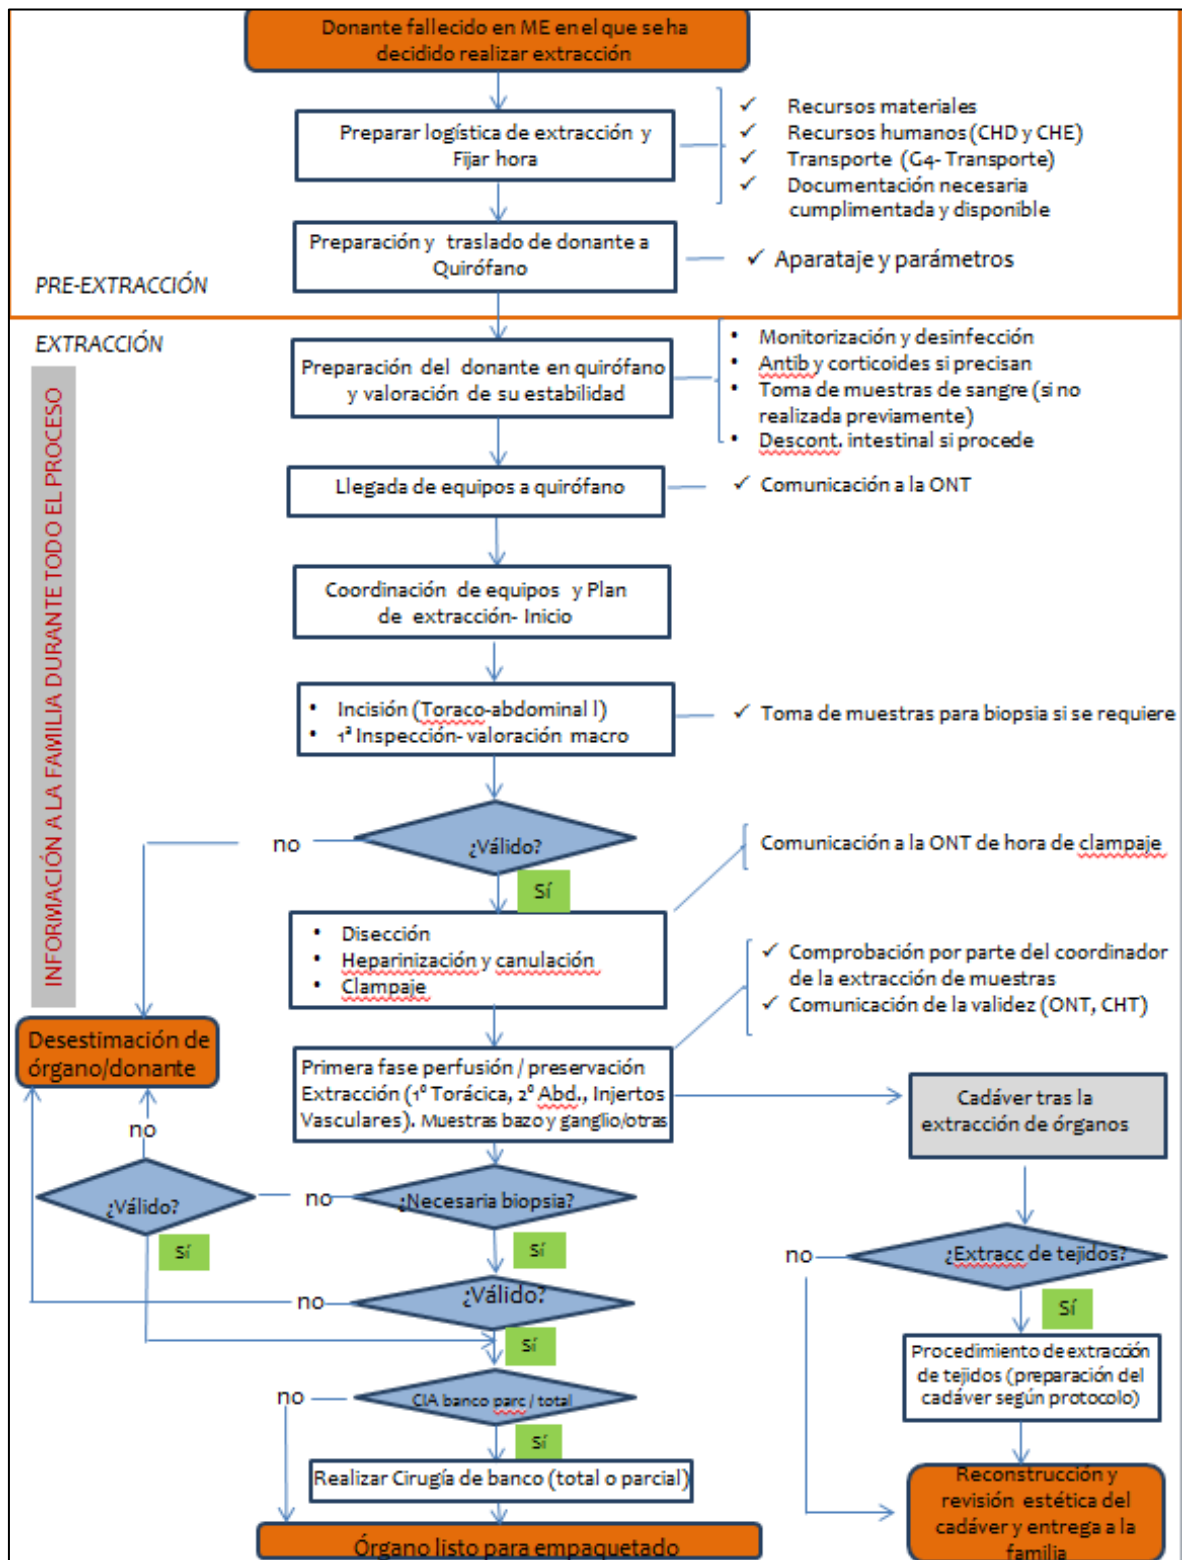 Donante fallecido en ME en el que se ha
decidido realizar extracción
Preparar logística de extracción y
Fijar hora
✓ Recursos materiales
✓ Recursos humanos (CHD y CHE)
✓ Transporte (G4- Transporte)
✓ Documentación necesaria
cumplimentada y disponible
Preparación y traslado de donante a
Quirófano
✓ Aparataje y parámetros
PRE-EXTRACCIÓN
EXTRACCIÓN
INFORMACIÓN A LA FAMILIA DURANTE TODO EL PROCESO
Preparación del donante en quirófano
y valoración de su estabilidad
• Monitorización y desinfección
• Antib y corticoides si precisan
• Toma de muestras de sangre (si no
realizada previamente)
• Descont. intestinal si procede
Llegada de equipos a quirófano
✓ Comunicación a la ONT
Coordinación de equipos y Plan
de extracción- Inicio
• Incisión (Toraco-abdominal l)
• 1ª Inspección- valoración macro
✓ Toma de muestras para biopsia si se requiere
¿Válido?
no
Sí
Comunicación a la ONT de hora de clampaje
• Disección
• Heparinización y canulación
• Clampaje
✓ Comprobación por parte del coordinador
de la extracción de muestras
✓ Comunicación de la validez (ONT, CHT)
Desestimación de
órgano/donante
Primera fase perfusión / preservación
Extracción (1º Torácica, 2º Abd., Injertos
Vasculares). Muestras bazo y ganglio/otras
Cadáver tras la
extracción de órganos
no
¿Válido?
no
¿Necesaria biopsia?
Sí
Sí
no
¿Extracc de tejidos?
Sí
no
¿Válido?
Sí
Procedimiento de extracción
de tejidos (preparación del
cadáver según protocolo)
no
CIA banco parc / total
Sí
Realizar Cirugía de banco (total o parcial)
Reconstrucción y
revisión estética del
cadáver y entrega a la
familia
Órgano listo para empaquetado